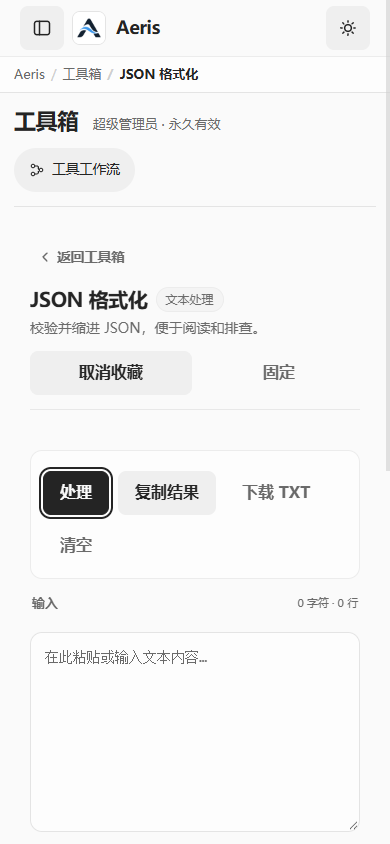 Aeris
Aeris / 工具箱 / JSON 格式化
工具箱 超级管理员 · 永久有效
工具工作流
返回工具箱
JSON 格式化 文本处理
校验并缩进 JSON，便于阅读和排查。
取消收藏 固定
处理 复制结果 下载 TXT
清空
输入 0 字符 · 0 行
在此粘贴或输入文本内容...